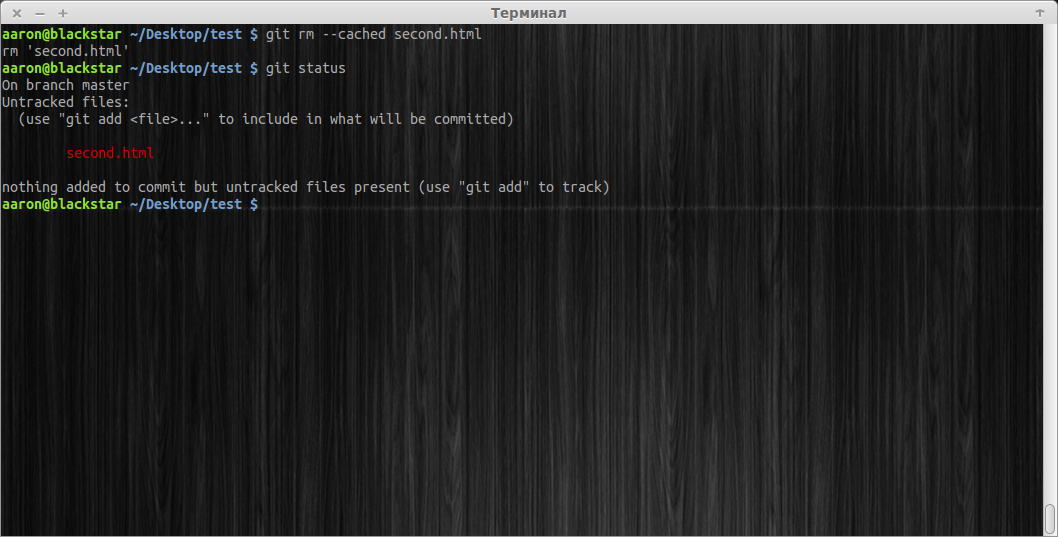 Терминал
aaron@blackstar ~/Desktop/test $ git rm --cached second.html
rm 'second.html'
aaron@blackstar ~/Desktop/test $ git status
On branch master
Untracked files:
  (use "git add <file>..." to include in what will be committed)
        second.html
nothing added to commit but untracked files present (use "git add" to track)
aaron@blackstar ~/Desktop/test $